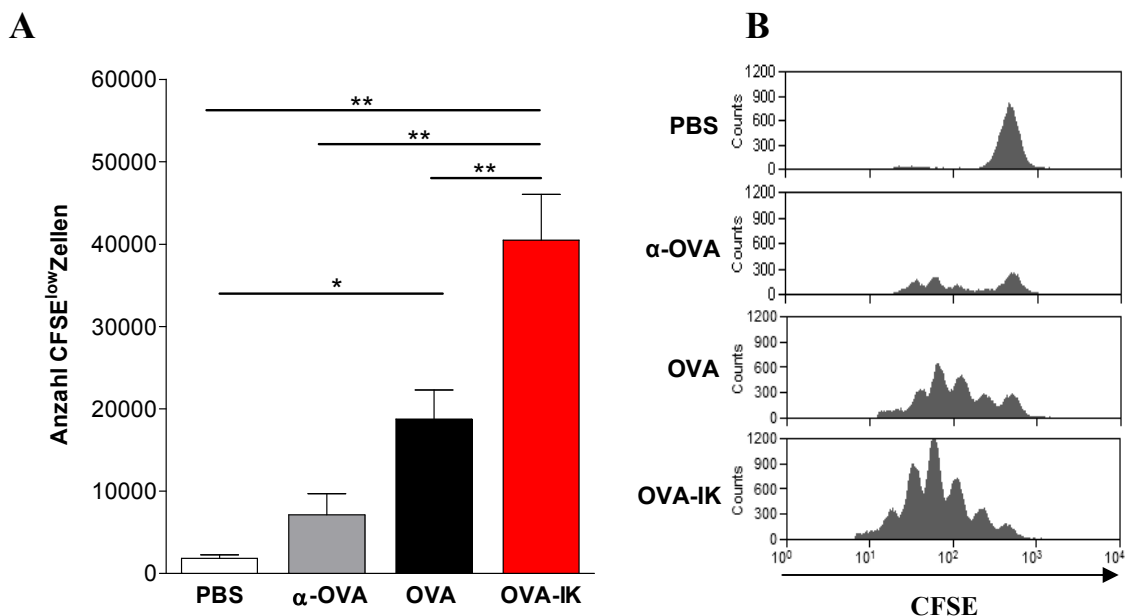 A
Anzahl CFSElowZellen
60000
50000
40000
30000
20000
10000
0
**
**
**
*
PBS
α-OVA
OVA
OVA-IK
B
PBS
Counts
1200
900
600
300
0
α-OVA
Counts
1200
900
600
300
0
OVA
Counts
1200
900
600
300
0
OVA-IK
Counts
1200
900
600
300
0
10⁰ 10¹ 10² 10³ 10⁴
CFSE